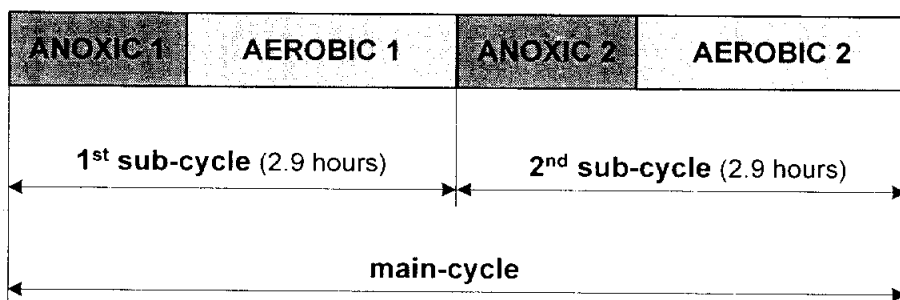 ANOXIC 1 AEROBIC 1 ANOXIC 2 AEROBIC 2
1st sub-cycle (2.9 hours) 2nd sub-cycle (2.9 hours)
main-cycle